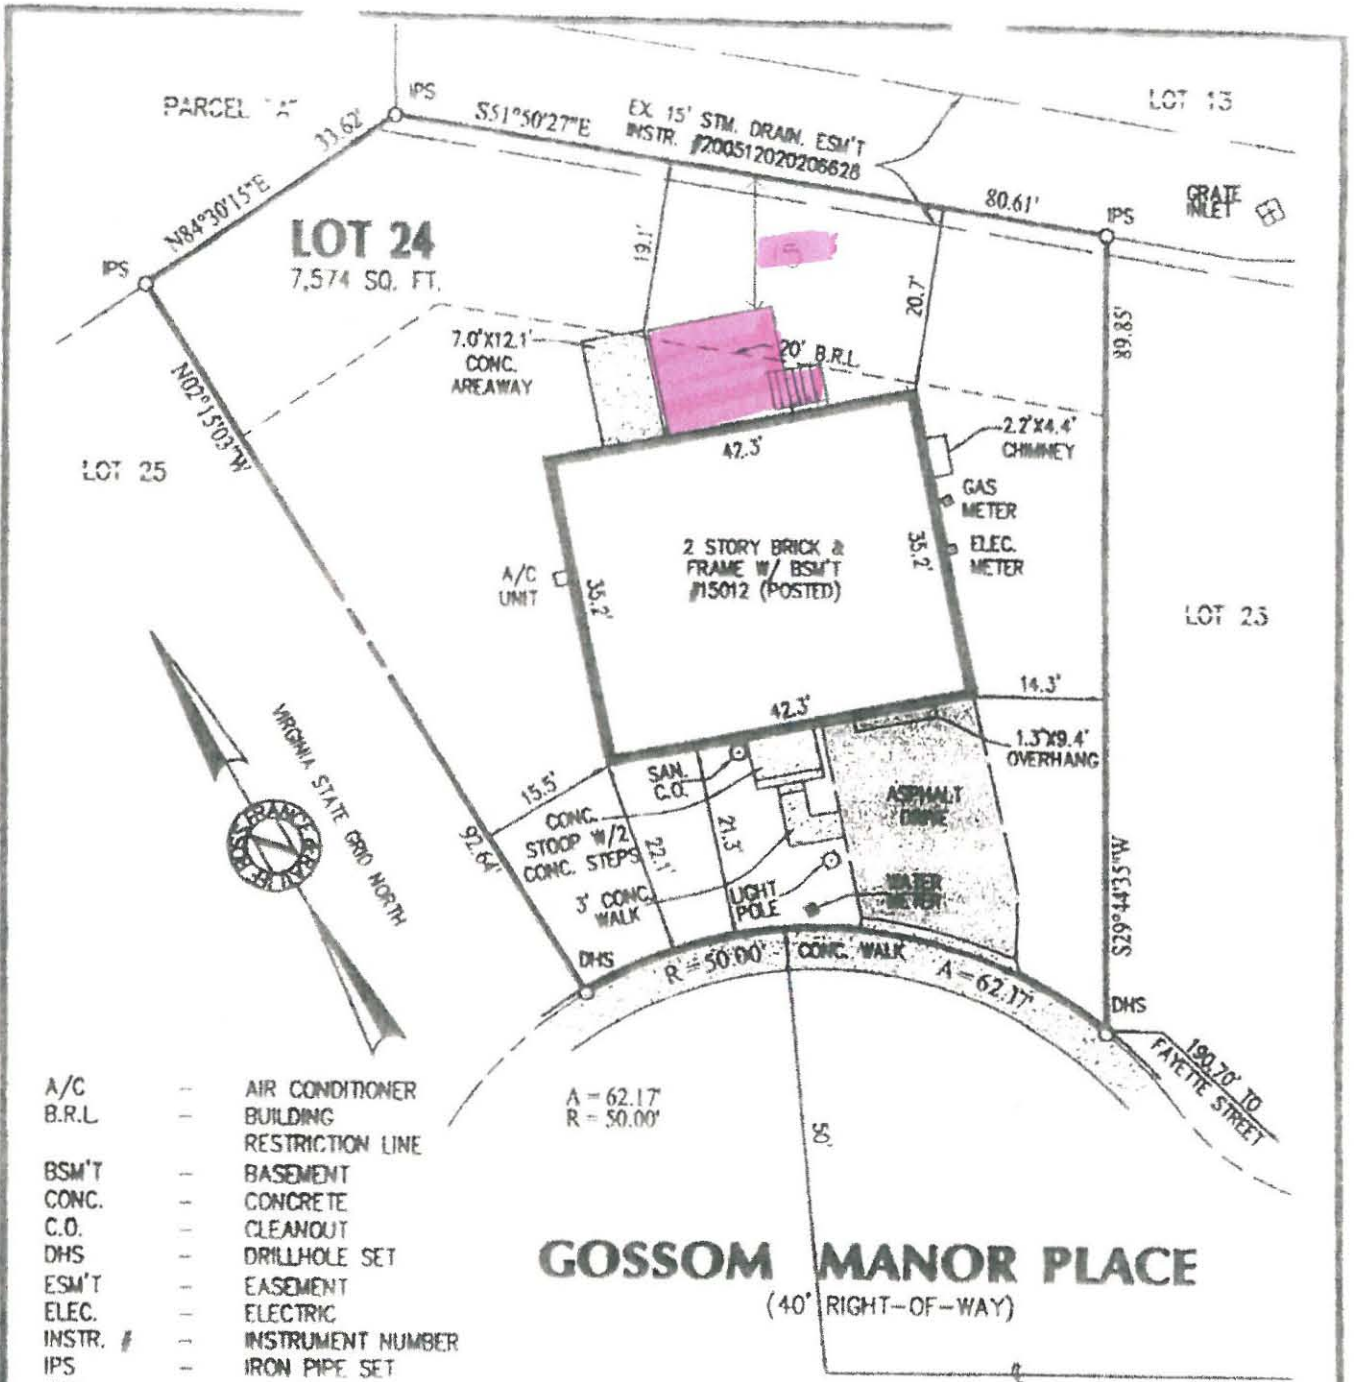 IPS
PARCEL "A"
33.62'
S51°50'27"E
EX. 15' STM. DRAIN. ESM'T
INSTR. #200512020206628
LOT 13
80.61'
GRATE
INLET
IPS
N84°30'15"E
LOT 24
7,574 SQ. FT.
IPS
19.1'
20.7'
89.85'
7.0'X12.1'
CONC.
AREAWAY
20' B.R.L.
N02°15'03"W
2.2'X4.4'
CHIMNEY
42.3'
LOT 25
GAS
METER
35.2'
ELEC.
METER
2 STORY BRICK &
FRAME W/ BSM'T
#15012 (POSTED)
A/C
UNIT
35.2'
LOT 23
14.3'
42.3'
VIRGINIA STATE GRID NORTH
1.3'X9.4'
OVERHANG
SAN.
C.O.
15.5'
ASPHALT
DRIVE
CONC.
STOOP W/2
CONC. STEPS
22.1'
21.3'
92.64'
3' CONC.
WALK
LIGHT
POLE
WATER
METER
S29°44'35"W
DHS
R = 50.00'
CONC. WALK
A = 62.17'
DHS
190.70' TO
FAYETTE STREET
A = 62.17'
R = 50.00'
50'
A/C - AIR CONDITIONER
B.R.L - BUILDING
RESTRICTION LINE
BSM'T - BASEMENT
CONC. - CONCRETE
C.O. - CLEANOUT
DHS - DRILLHOLE SET
ESM'T - EASEMENT
ELEC. - ELECTRIC
INSTR. # - INSTRUMENT NUMBER
IPS - IRON PIPE SET
GOSSOM MANOR PLACE
(40' RIGHT-OF-WAY)